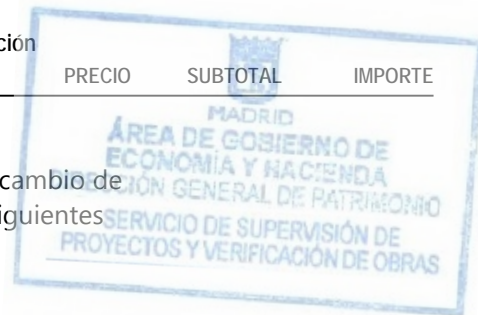 ción
PRECIO SUBTOTAL IMPORTE
MADRID
ÁREA DE GOBIERNO DE
ECONOMÍA Y HACIENDA
cambio de
DIRECCIÓN GENERAL DE PATRIMONIO
iguientes
SERVICIO DE SUPERVISIÓN DE
PROYECTOS Y VERIFICACIÓN DE OBRAS